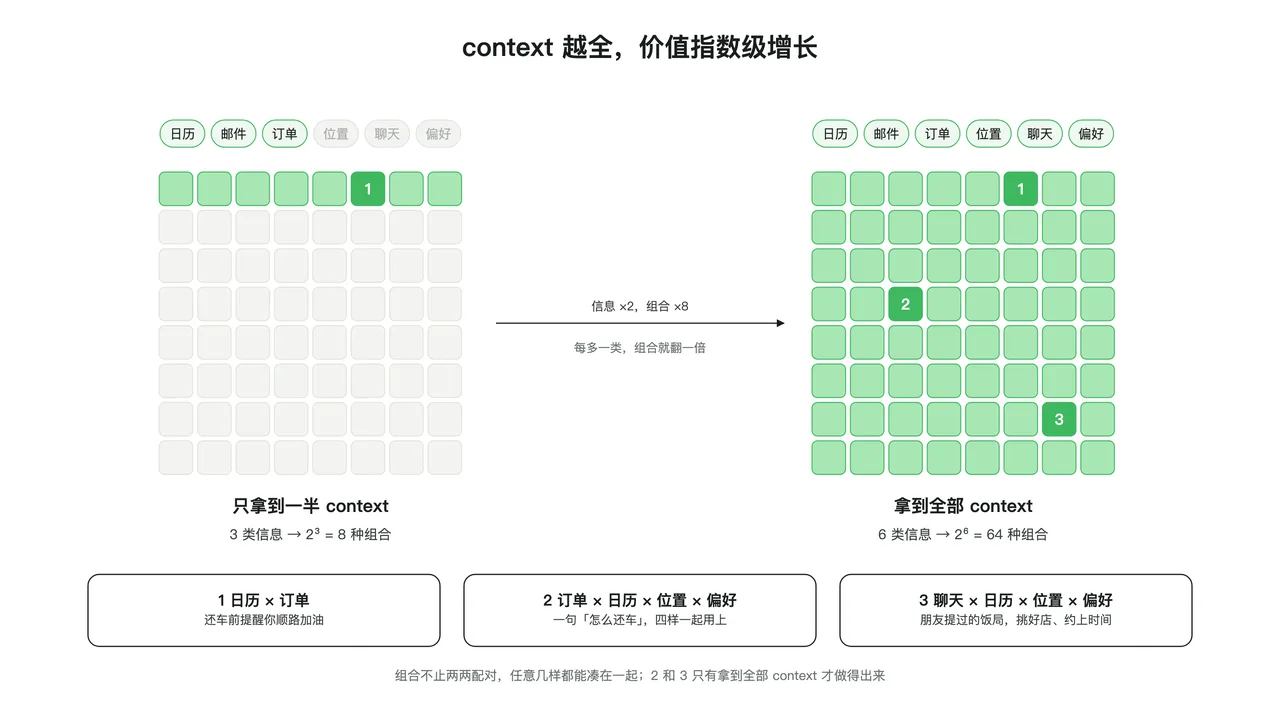 context 越全，价值指数级增长
日历 邮件 订单 位置 聊天 偏好
日历 邮件 订单 位置 聊天 偏好
1
1
2
3
信息 ×2，组合 ×8
每多一类，组合就翻一倍
只拿到一半 context
3 类信息 → 2³ = 8 种组合
拿到全部 context
6 类信息 → 2⁶ = 64 种组合
1 日历 × 订单
还车前提醒你顺路加油
2 订单 × 日历 × 位置 × 偏好
一句「怎么还车」，四样一起用上
3 聊天 × 日历 × 位置 × 偏好
朋友提过的饭局，挑好店、约上时间
组合不止两两配对，任意几样都能凑在一起；2 和 3 只有拿到全部 context 才做得出来